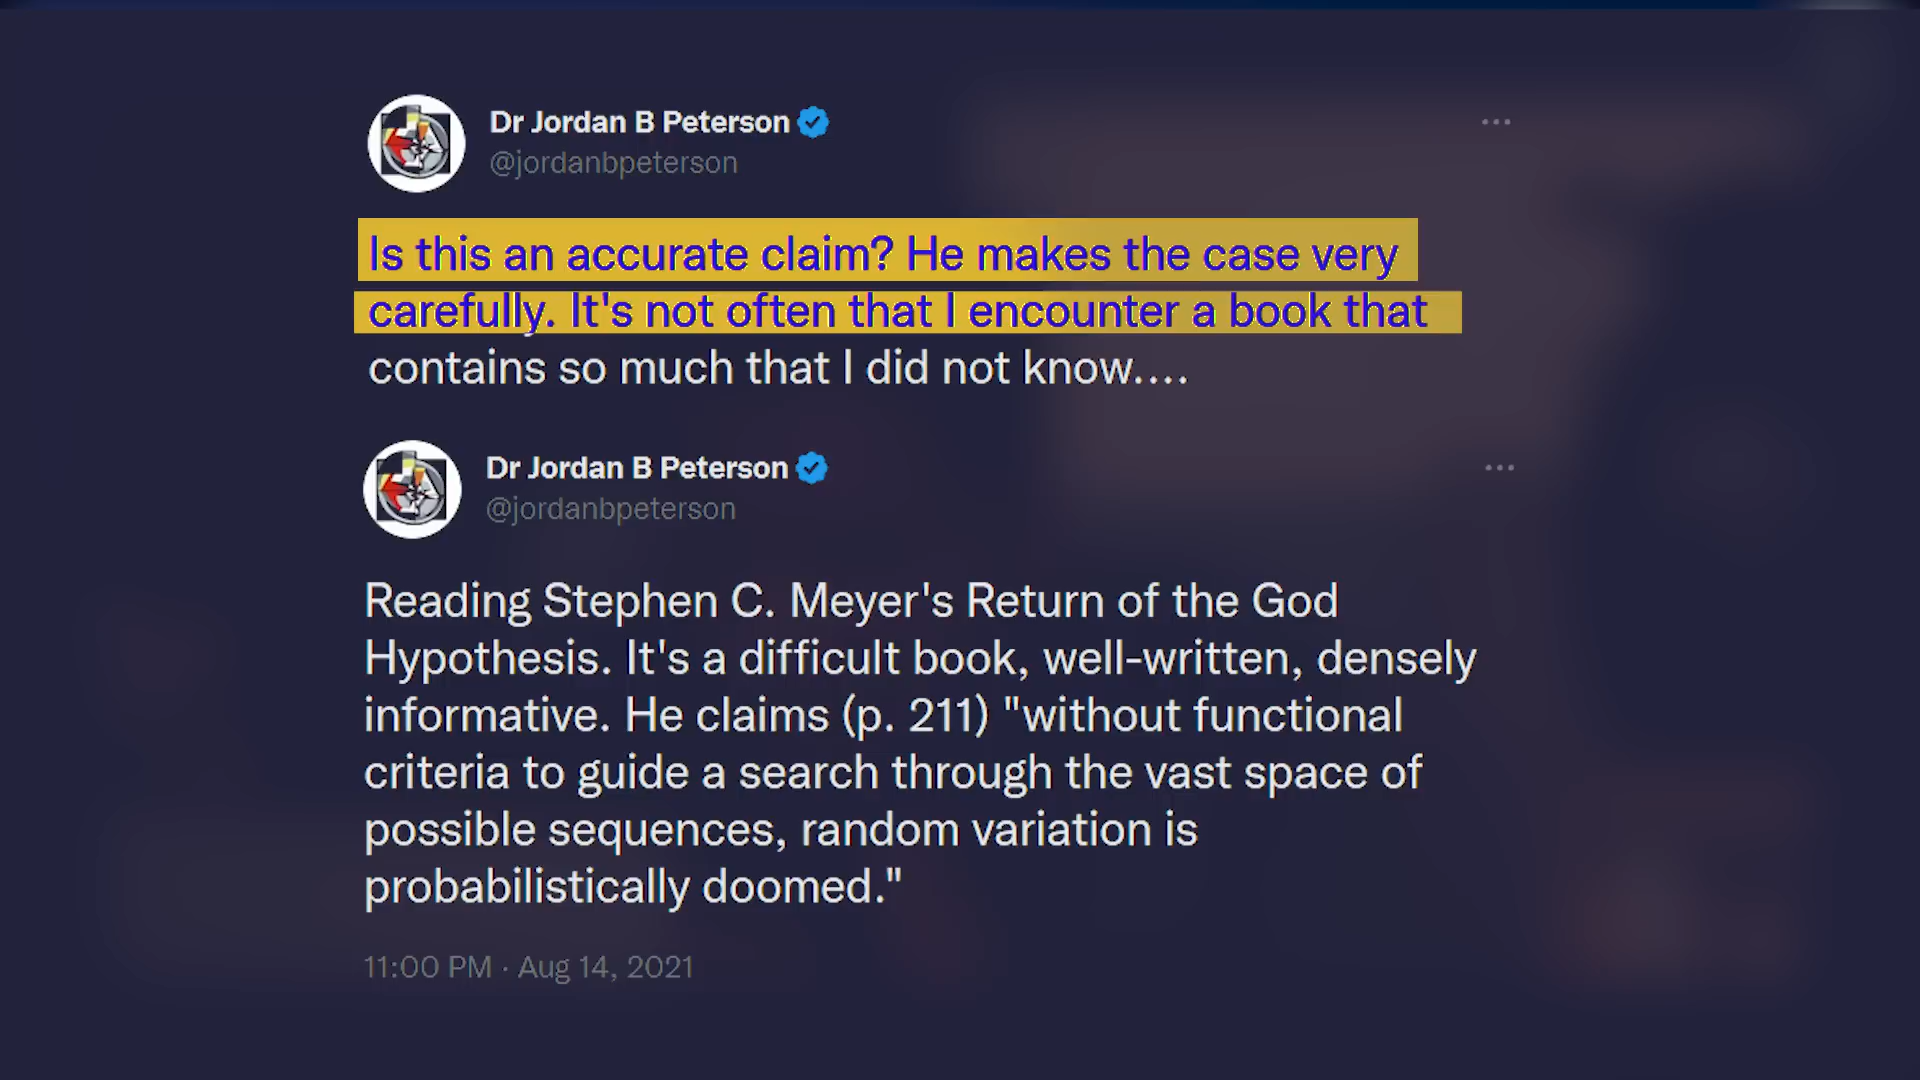 Dr Jordan B Peterson
@jordanbpeterson
Is this an accurate claim? He makes the case very
carefully. It's not often that I encounter a book that
contains so much that I did not know....
Dr Jordan B Peterson
@jordanbpeterson
Reading Stephen C. Meyer's Return of the God
Hypothesis. It's a difficult book, well-written, densely
informative. He claims (p. 211) "without functional
criteria to guide a search through the vast space of
possible sequences, random variation is
probabilistically doomed."
11:00 PM · Aug 14, 2021